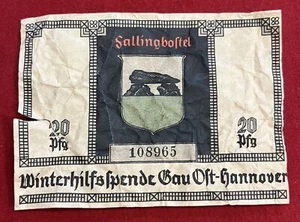 Fallingbostel
20 Pfg
20 Pfg
108965
Winterhilfsspende Gau Ost-Hannover